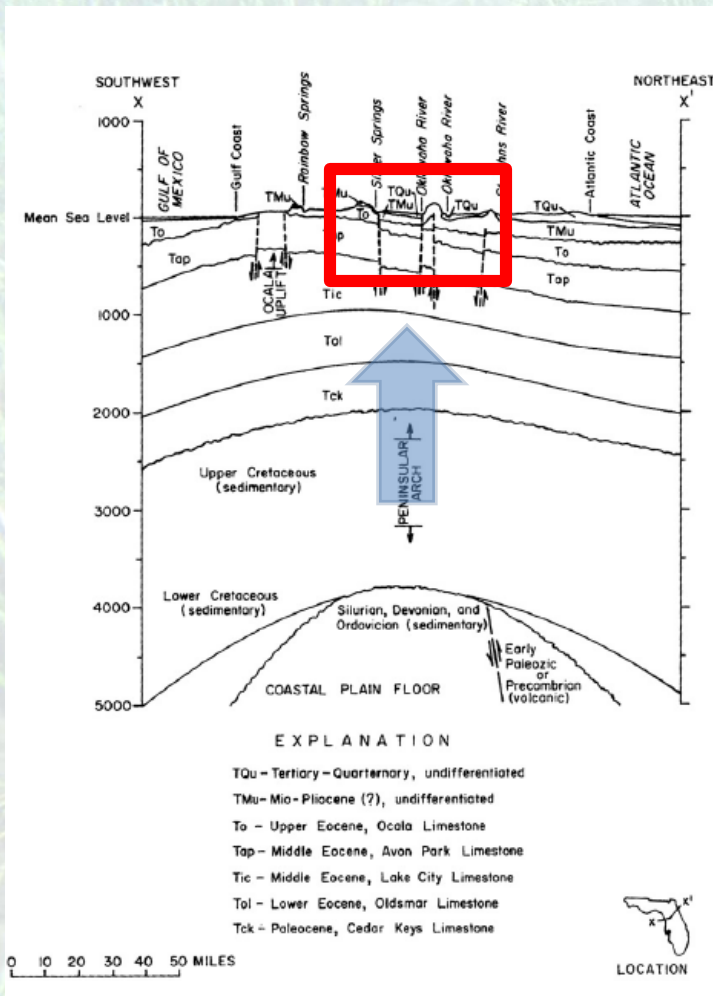 SOUTHWEST
X
NORTHEAST
X'
GULF OF
MEXICO
Gulf Coast
Rainbow Springs
Springs
River
Oklawaha River
River
Atlantic Coast
ATLANTIC
OCEAN
1000
Mean Sea Level
1000
2000
3000
4000
5000
TMu
TQu
TMu
To
TQu
TQu
TMu
To
Tap
To
Tap
OCALA
UPLIFT
Tic
Tol
Tck
Upper Cretaceous
(sedimentary)
PENINSULAR
ARCH
Lower Cretaceous
(sedimentary)
Silurian, Devonian, and
Ordovician (sedimentary)
Early
Paleozic
or
Precambrian
(volcanic)
COASTAL PLAIN FLOOR
EXPLANATION
TQu - Tertiary - Quarternary, undifferentiated
TMu - Mio - Pliocene (?), undifferentiated
To - Upper Eocene, Ocala Limestone
Tap - Middle Eocene, Avon Park Limestone
Tic - Middle Eocene, Lake City Limestone
Tol - Lower Eocene, Oldsmar Limestone
Tck - Paleocene, Cedar Keys Limestone
0 10 20 30 40 50 MILES
X
X'
LOCATION